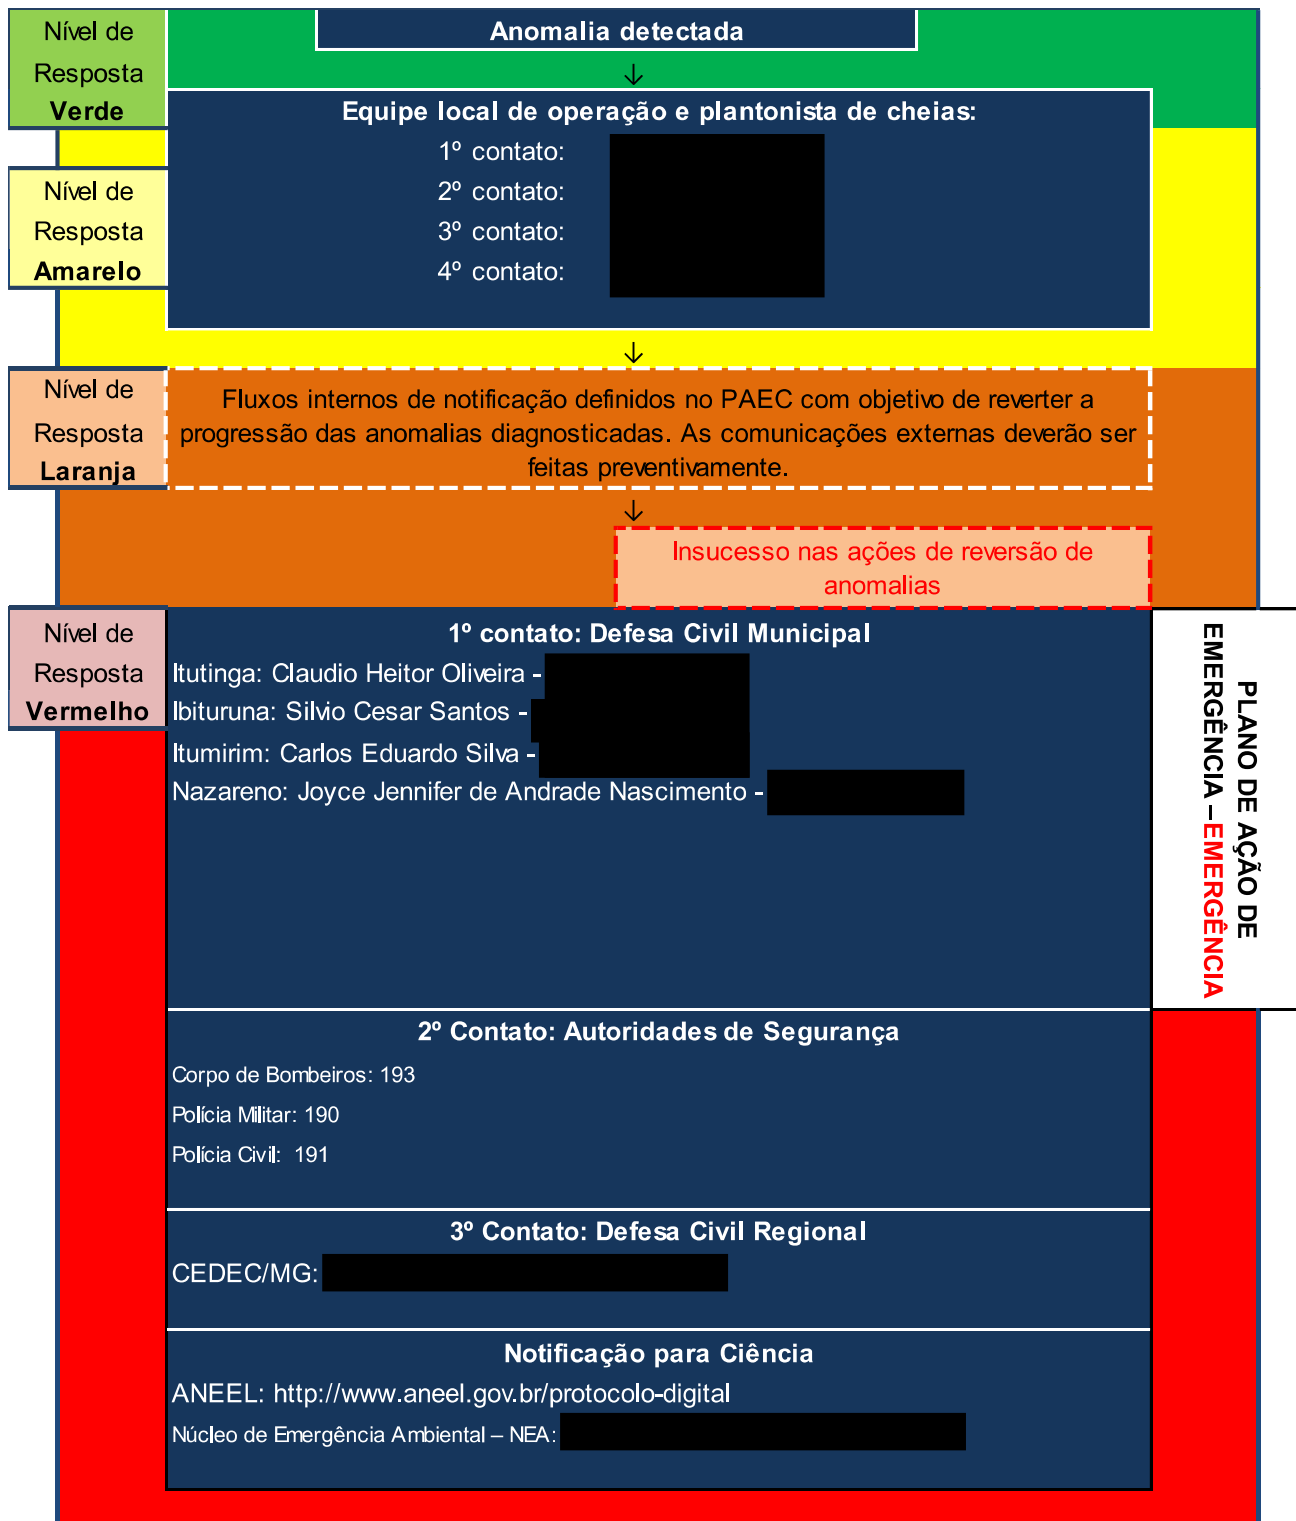 Nível de
Resposta
Verde
Anomalia detectada
↓
Equipe local de operação e plantonista de cheias:
1º contato:
2º contato:
3º contato:
4º contato:
Nível de
Resposta
Amarelo
↓
Nível de
Resposta
Laranja
Fluxos internos de notificação definidos no PAEC com objetivo de reverter a
progressão das anomalias diagnosticadas. As comunicações externas deverão ser
feitas preventivamente.
↓
Insucesso nas ações de reversão de
anomalias
Nível de
Resposta
Vermelho
1º contato: Defesa Civil Municipal
Itutinga: Claudio Heitor Oliveira -
Ibituruna: Silvio Cesar Santos -
Itumirim: Carlos Eduardo Silva -
Nazareno: Joyce Jennifer de Andrade Nascimento -
PLANO DE AÇÃO DE
EMERGÊNCIA – EMERGÊNCIA
2º Contato: Autoridades de Segurança
Corpo de Bombeiros: 193
Polícia Militar: 190
Polícia Civil: 191
3º Contato: Defesa Civil Regional
CEDEC/MG:
Notificação para Ciência
ANEEL: http://www.aneel.gov.br/protocolo-digital
Núcleo de Emergência Ambiental – NEA: